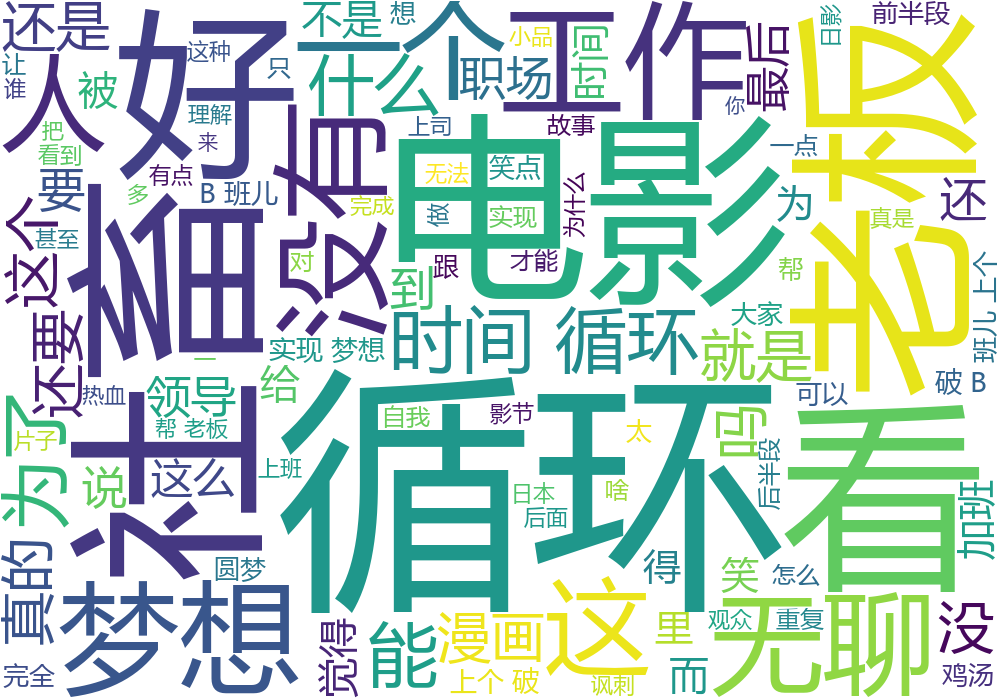 还是
不是
想
一个
工作
前半段
日影
让
谁
人
好
这种
只
什么
职场
小品
时间
最后
老板
被
理解
来
你
把
看到
有点
上司
故事
电影
一点
要
多
B 班儿
没有
无法
笑点
为
还
甚至
完成
做
实现
为什么
真是
这个
社畜
对
到
跟
才能
帮
班儿 上个
还要
一
实现 梦想
时间 循环
大家
就是
热血
领导
给
可以
破 B
为了
片子
帮 老板
自我
影节
太
吗
看
说
这么
上班
循环
日本
后面
啥
后半段
加班
真的
圆梦
得
笑
怎么
梦想
觉得
能
漫画
这
里
观众
重复
无聊
没
完全
上个 破
讽刺
而
鸡汤